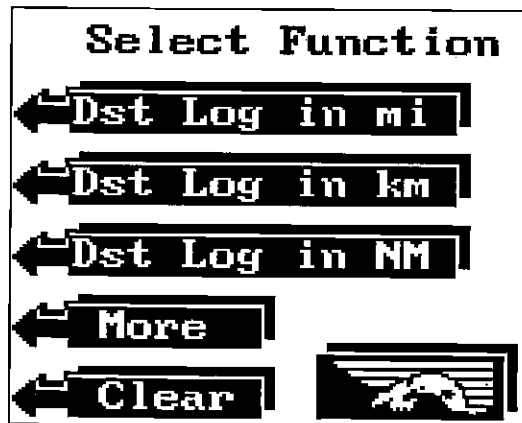 Select Function
Dst Log in mi
Dst Log in km
Dst Log in NM
More
Clear